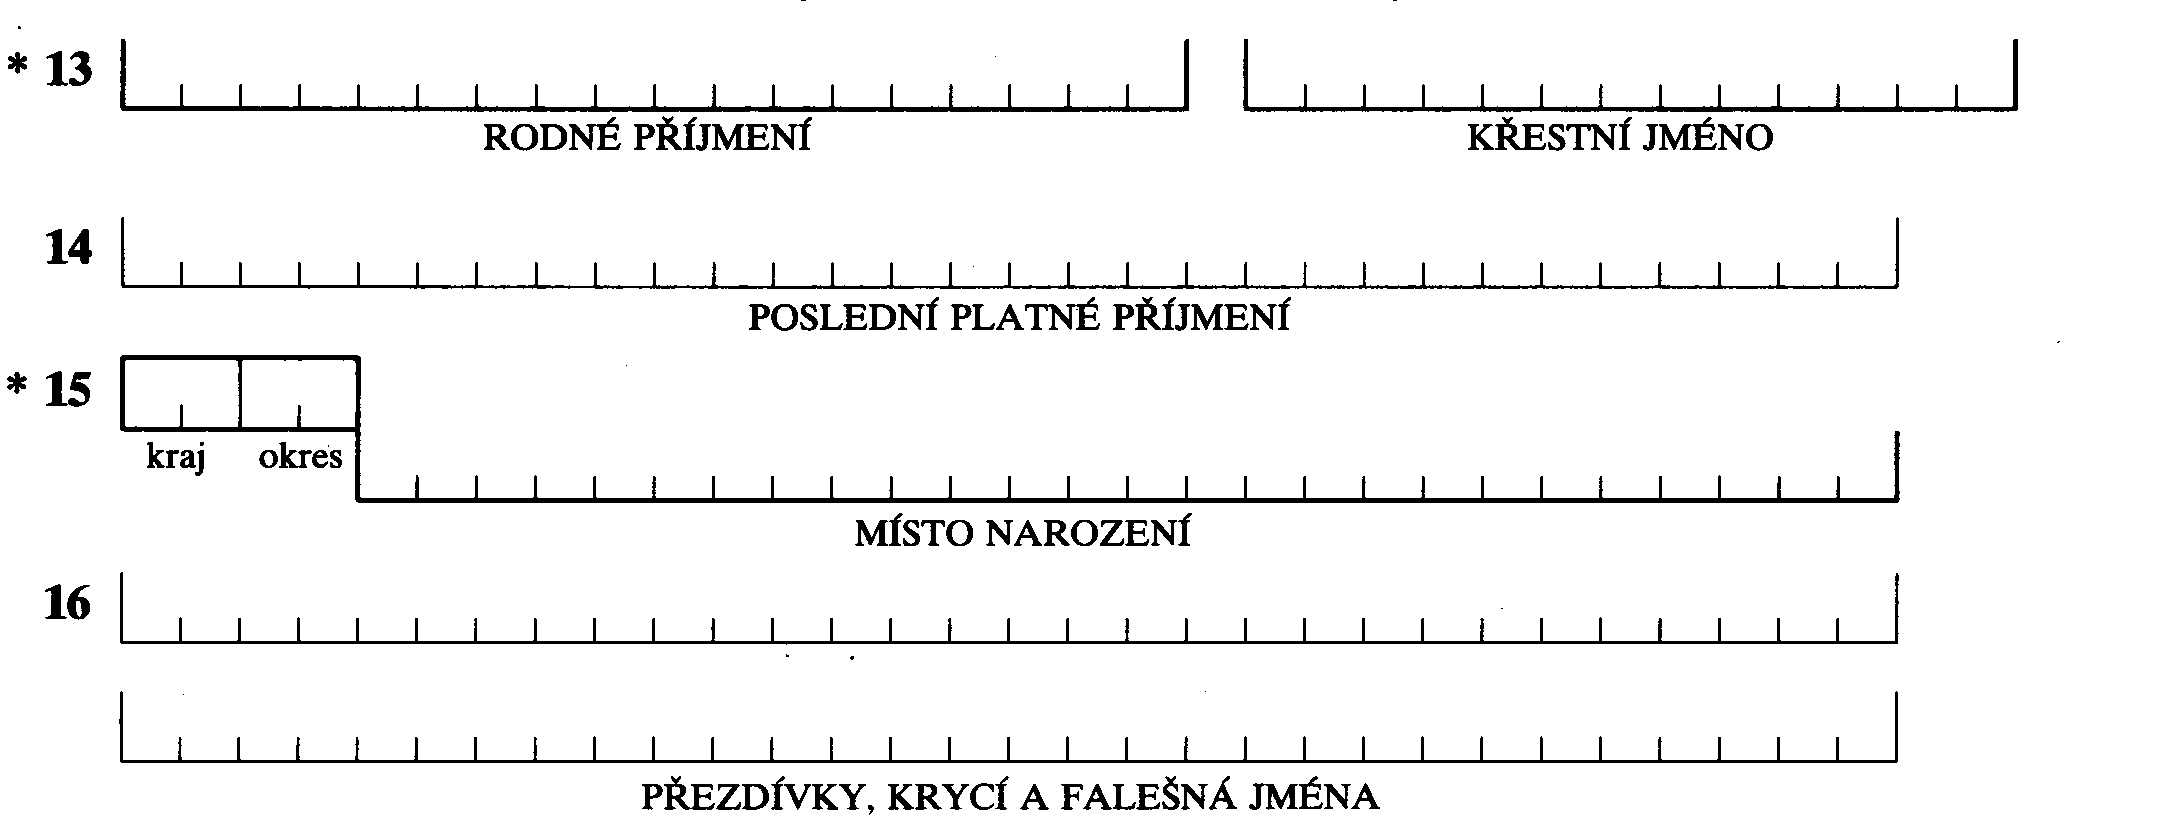 * 13
RODNÉ PŘÍJMENÍ KŘESTNÍ JMÉNO
14
POSLEDNÍ PLATNÉ PŘÍJMENÍ
* 15
kraj okres
MÍSTO NAROZENÍ
16
PŘEZDÍVKY, KRYCÍ A FALEŠNÁ JMÉNA